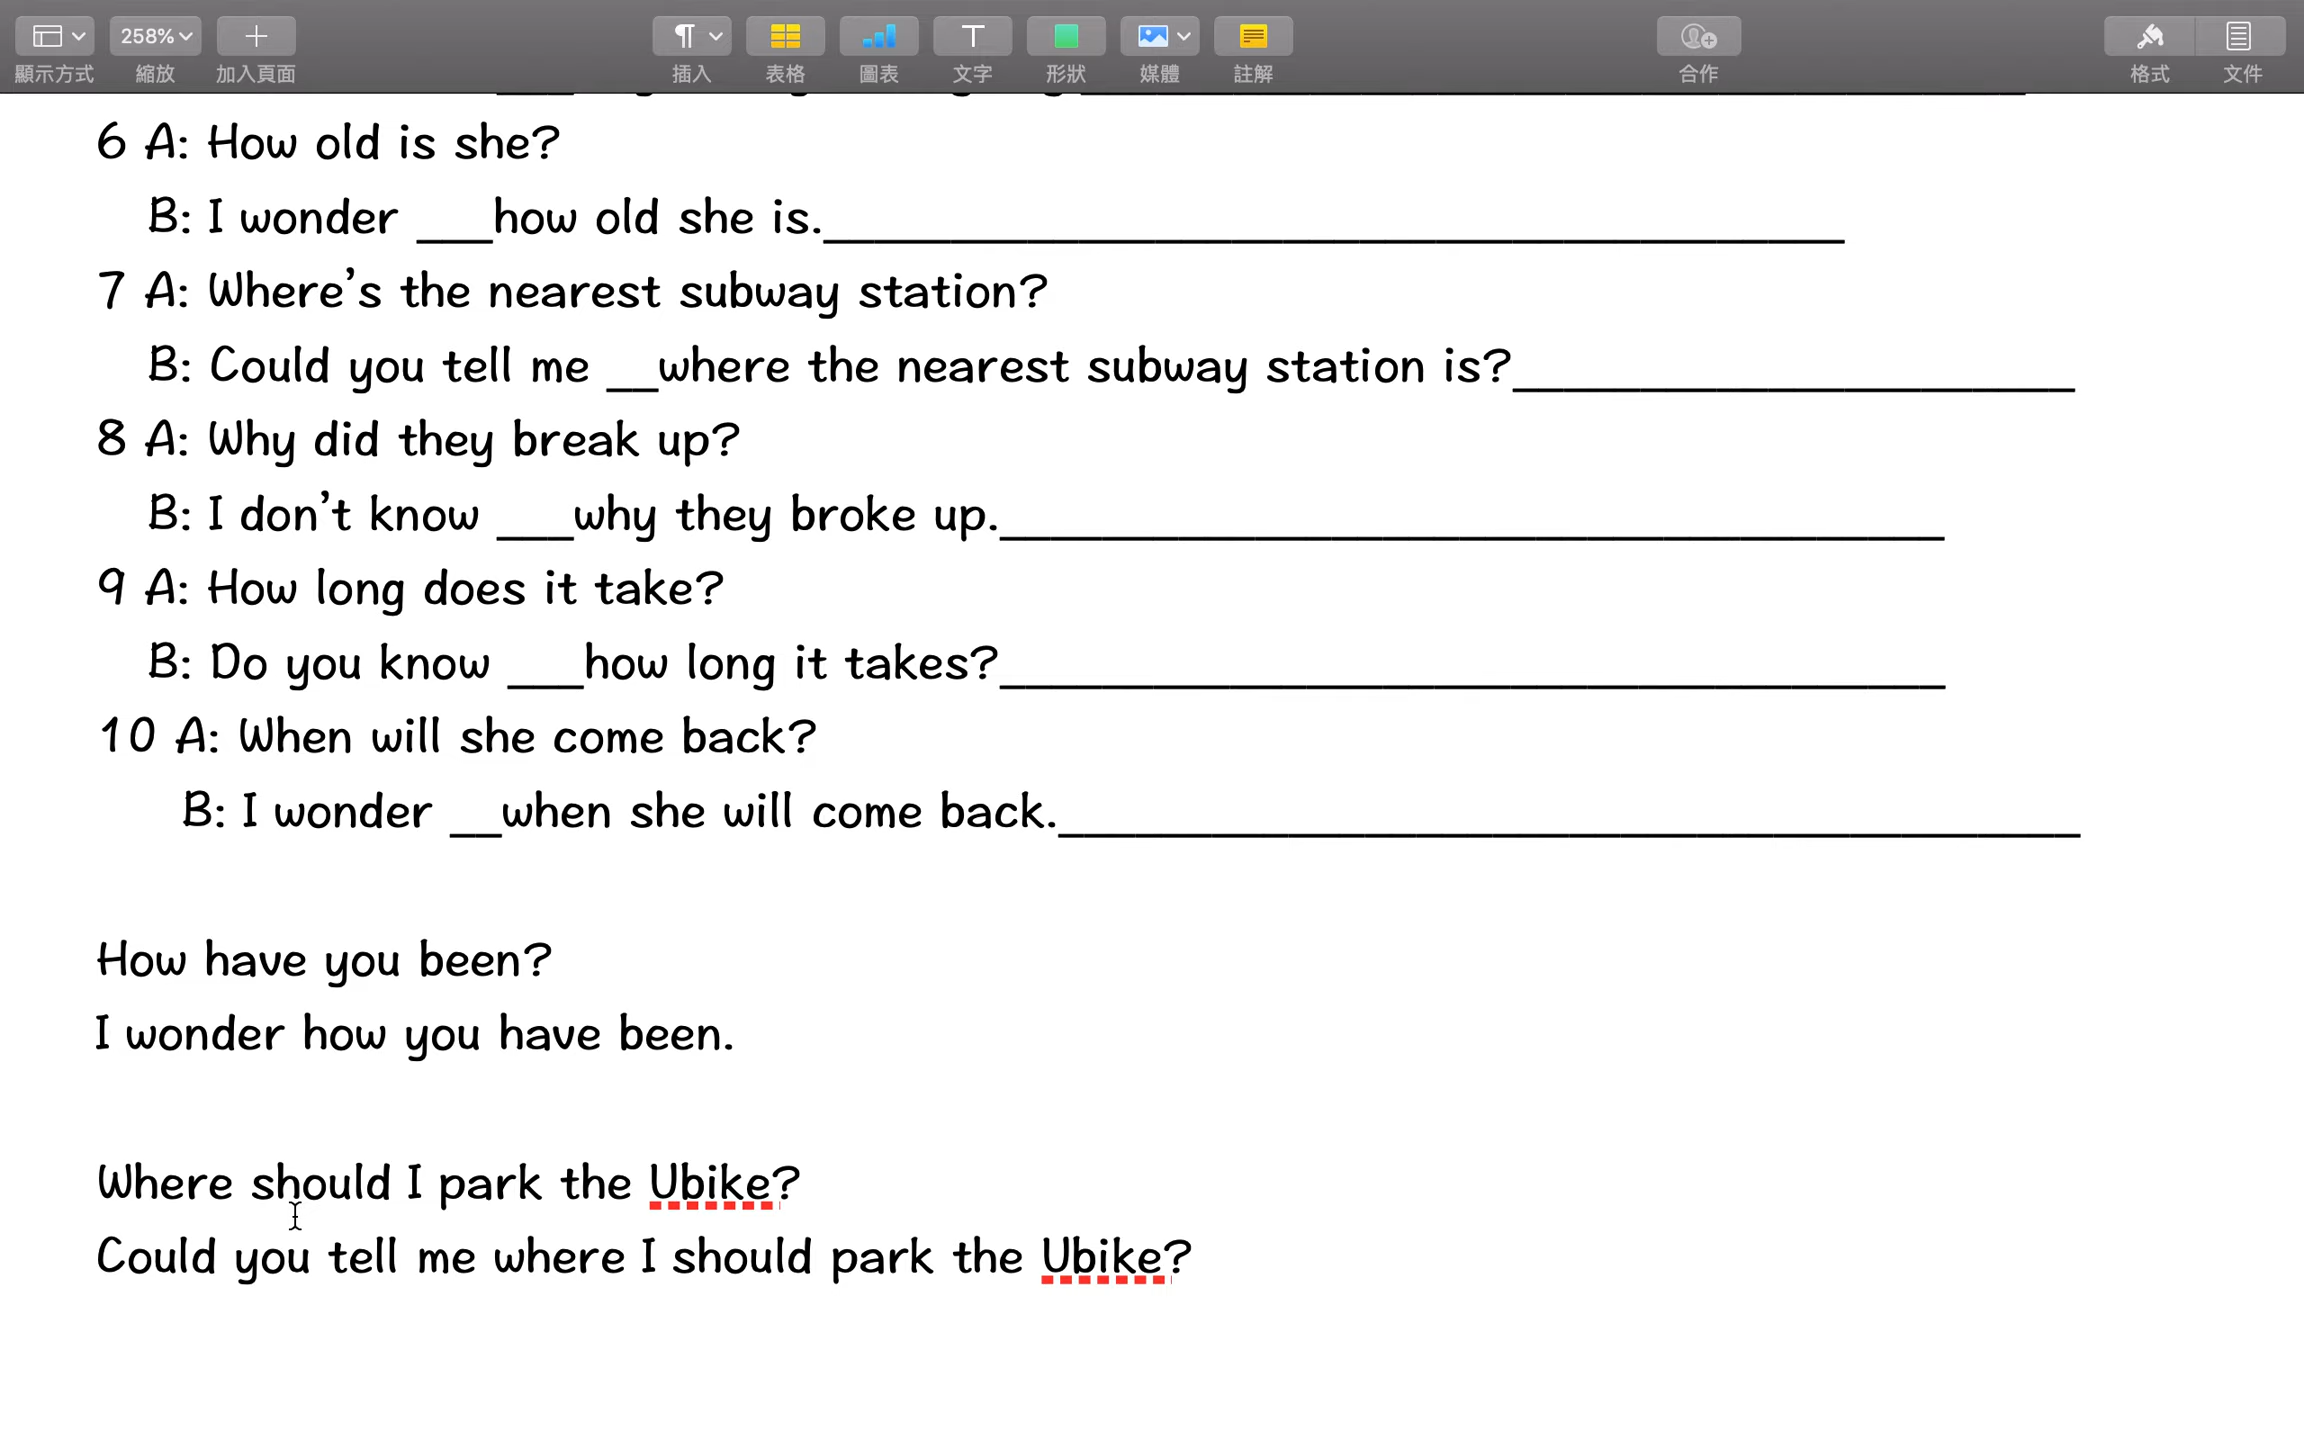 258%
顯示方式 縮放 加入頁面 插入 表格 圖表 文字 形狀 媒體 註解 合作 格式 文件
6 A: How old is she?
B: I wonder ___how old she is.________________________________________
7 A: Where's the nearest subway station?
B: Could you tell me __where the nearest subway station is?______________________
8 A: Why did they break up?
B: I don't know ___why they broke up._____________________________________
9 A: How long does it take?
B: Do you know ___how long it takes?_____________________________________
10 A: When will she come back?
B: I wonder __when she will come back.________________________________________
How have you been?
I wonder how you have been.
Where should I park the Ubike?
Could you tell me where I should park the Ubike?